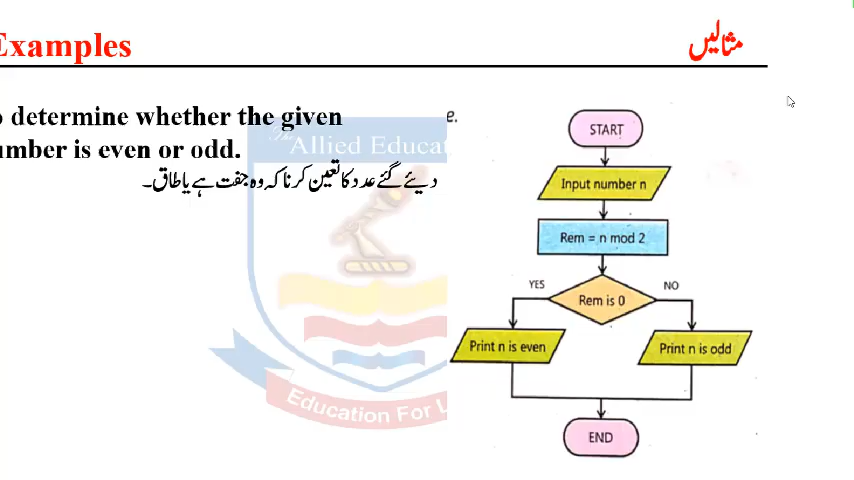 Examples
مثالیں
o determine whether the given
umber is even or odd.
دیئے گئے عدد کا تعین کرنا کہ وہ جفت ہے یا طاق۔
The
Allied Educat
Education For L
e.
START
Input number n
Rem = n mod 2
YES
NO
Rem is 0
Print n is even
Print n is odd
END